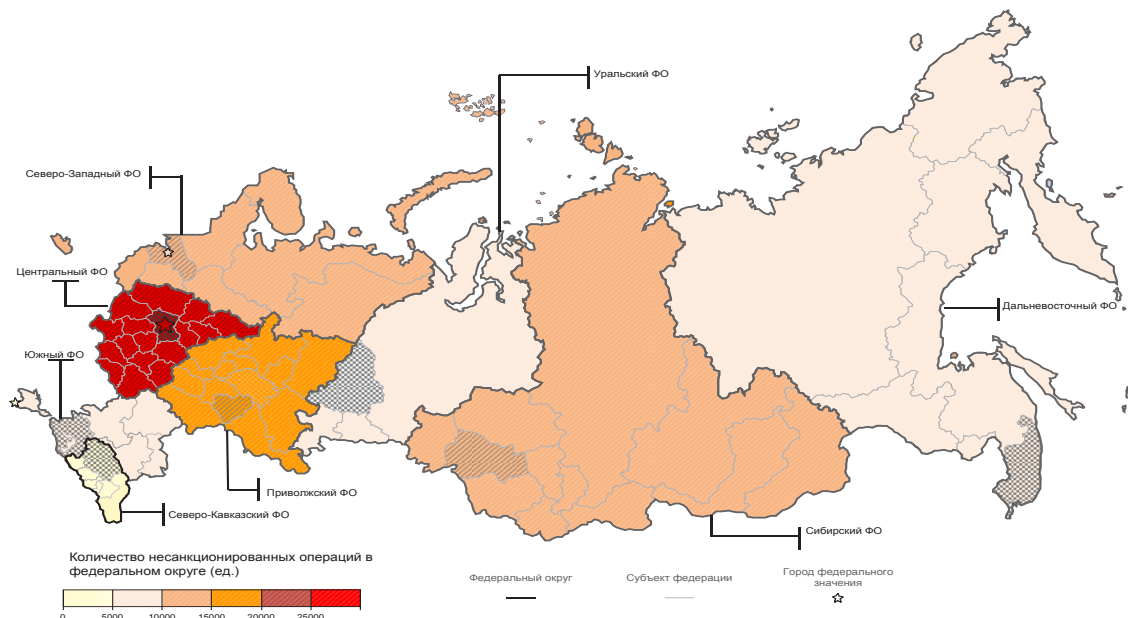 Уральский ФО
Северо-Западный ФО
Центральный ФО
Дальневосточный ФО
Южный ФО
Приволжский ФО
Северо-Кавказский ФО
Сибирский ФО
Количество несанкционированных операций в
федеральном округе (ед.)
0 5000 10000 15000 20000 25000
Федеральный округ
Субъект федерации
Город федерального
значения